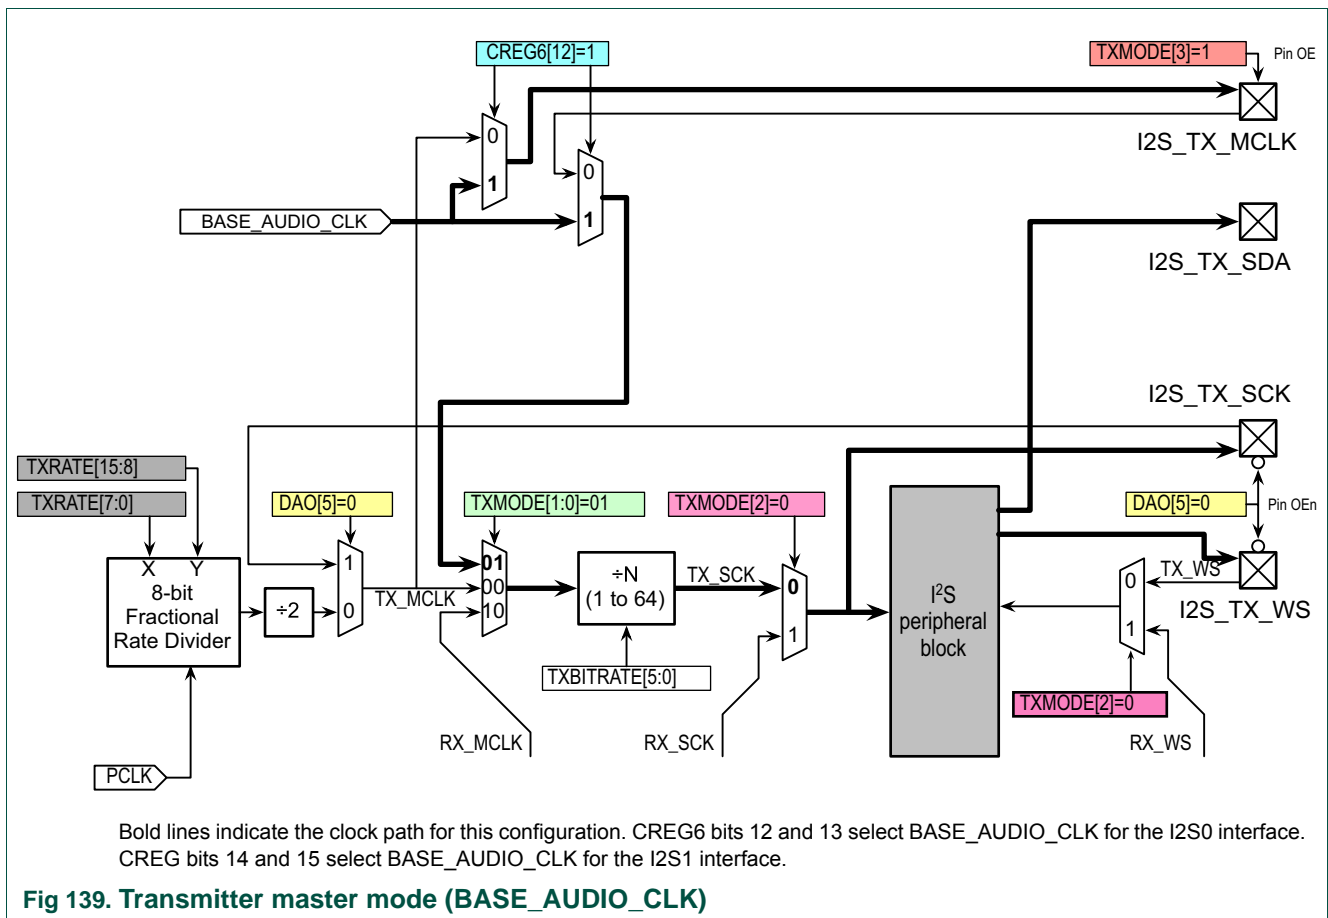 CREG6[12]=1
TXMODE[3]=1
Pin OE
0
1
0
1
I2S_TX_MCLK
BASE_AUDIO_CLK
I2S_TX_SDA
I2S_TX_SCK
TXRATE[15:8]
TXRATE[7:0]
DAO[5]=0
TXMODE[1:0]=01
TXMODE[2]=0
DAO[5]=0
Pin OEn
X Y
8-bit
Fractional
Rate Divider
÷2
1
0
TX_MCLK
01
00
10
÷N
(1 to 64)
TX_SCK
0
1
I²S
peripheral
block
0
1
TX_WS
I2S_TX_WS
TXBITRATE[5:0]
TXMODE[2]=0
RX_MCLK
RX_SCK
RX_WS
PCLK
Bold lines indicate the clock path for this configuration. CREG6 bits 12 and 13 select BASE_AUDIO_CLK for the I2S0 interface.
CREG bits 14 and 15 select BASE_AUDIO_CLK for the I2S1 interface.
Fig 139. Transmitter master mode (BASE_AUDIO_CLK)